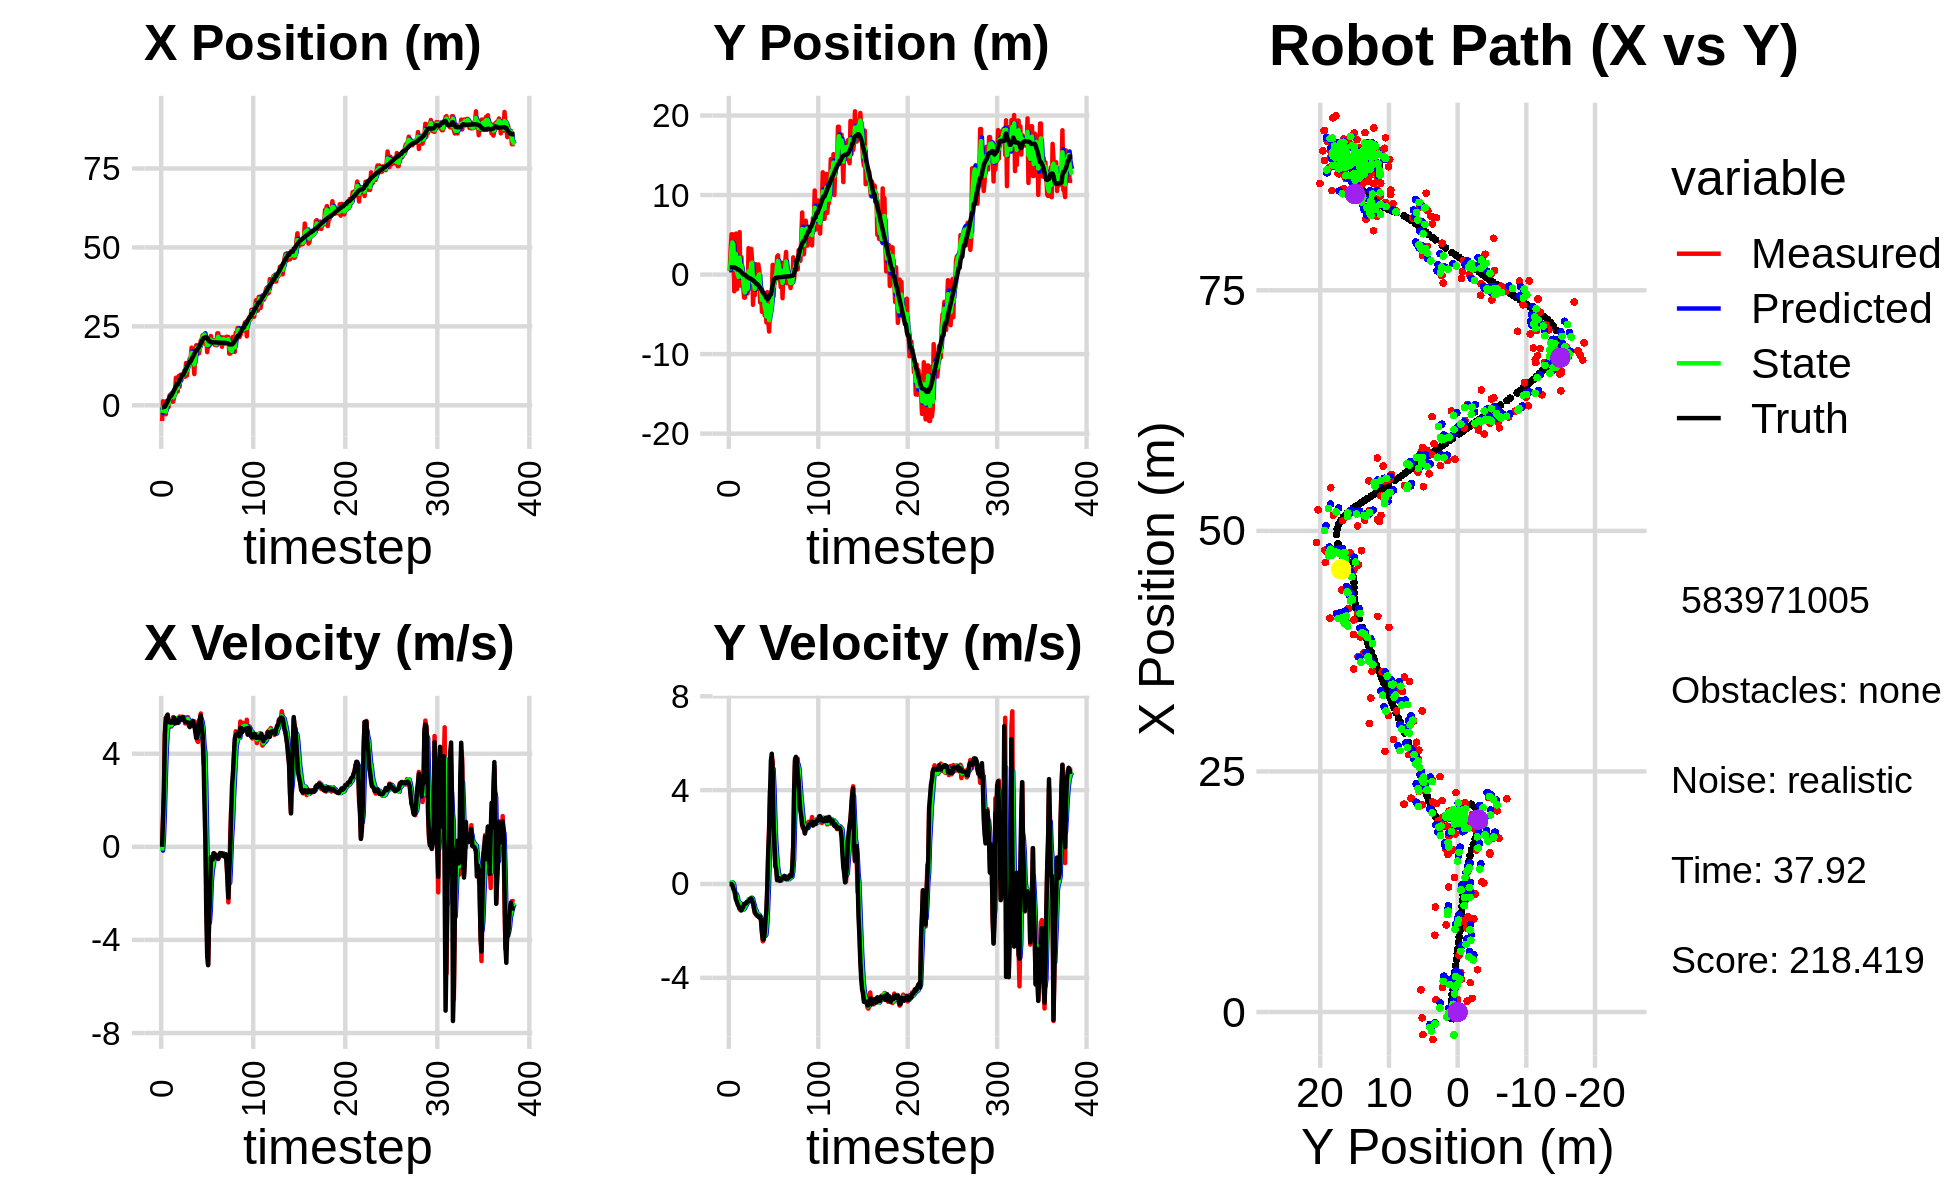 X Position (m)
75
50
25
0
0 100 200 300 400
timestep
Y Position (m)
20
10
0
-10
-20
0 100 200 300 400
timestep
X Velocity (m/s)
4
0
-4
-8
0 100 200 300 400
timestep
Y Velocity (m/s)
8
4
0
-4
0 100 200 300 400
timestep
Robot Path (X vs Y)
X Position (m)
75
50
25
0
20 10 0 -10 -20
Y Position (m)
variable
Measured
Predicted
State
Truth
583971005
Obstacles: none
Noise: realistic
Time: 37.92
Score: 218.419